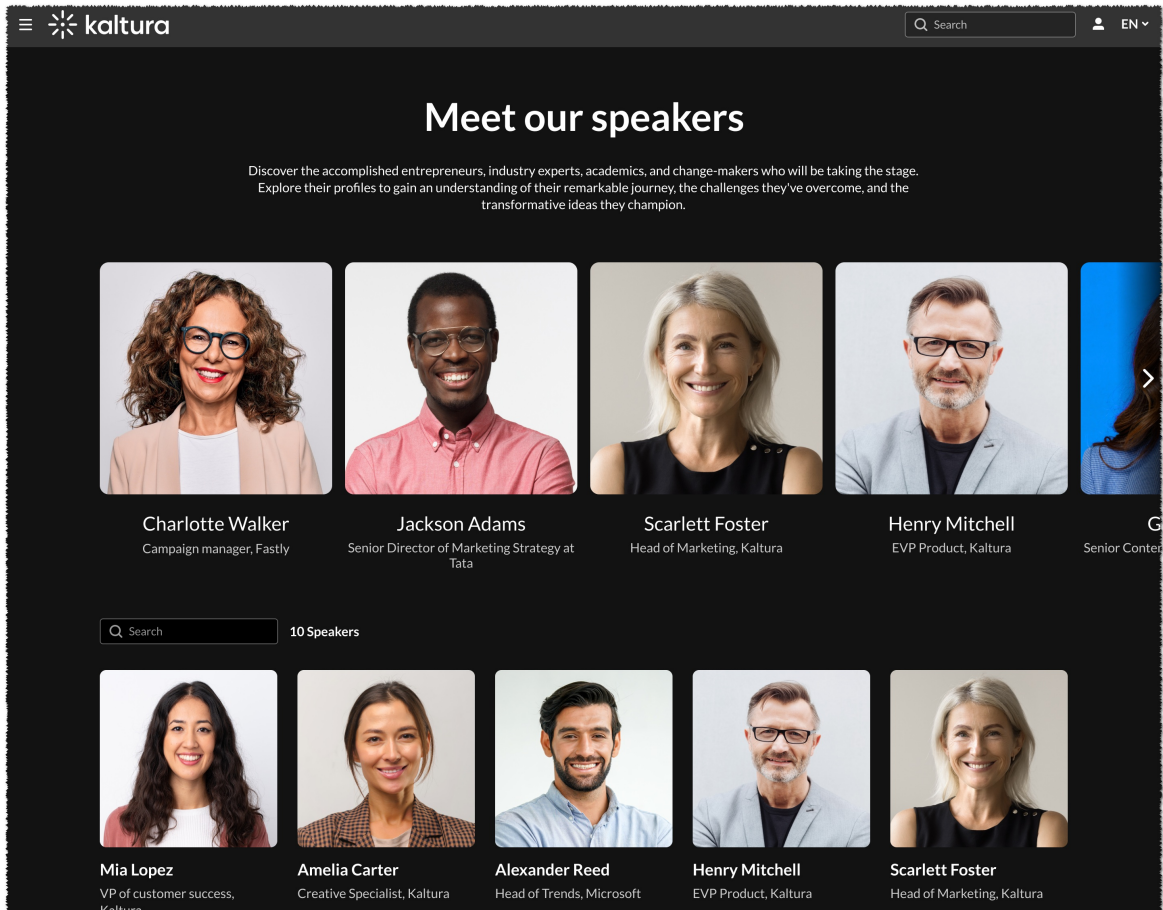 kaltura
Search
EN
Meet our speakers
Discover the accomplished entrepreneurs, industry experts, academics, and change-makers who will be taking the stage.
Explore their profiles to gain an understanding of their remarkable journey, the challenges they've overcome, and the
transformative ideas they champion.
Charlotte Walker
Jackson Adams
Scarlett Foster
Henry Mitchell
G
Campaign manager, Fastly
Senior Director of Marketing Strategy at
Tata
Head of Marketing, Kaltura
EVP Product, Kaltura
Senior
Search
10 Speakers
Mia Lopez
Amelia Carter
Alexander Reed
Henry Mitchell
Scarlett Foster
VP of customer success,
Kaltura
Creative Specialist, Kaltura
Head of Trends, Microsoft
EVP Product, Kaltura
Head of Marketing, Kaltura